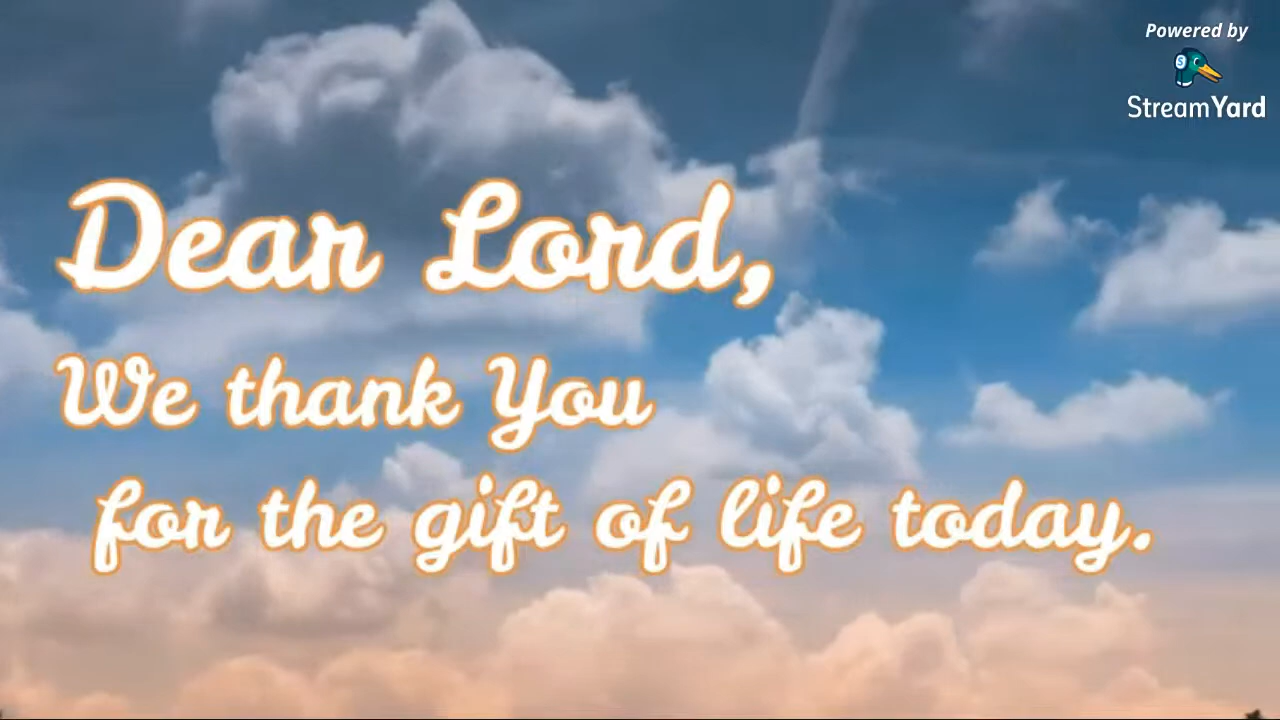 Powered by
StreamYard
Dear Lord,
We thank You
for the gift of life today.